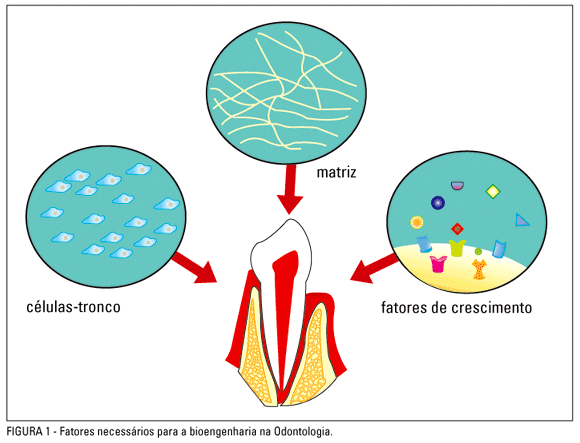 matriz
células-tronco
fatores de crescimento
FIGURA 1 - Fatores necessários para a bioengenharia na Odontologia.